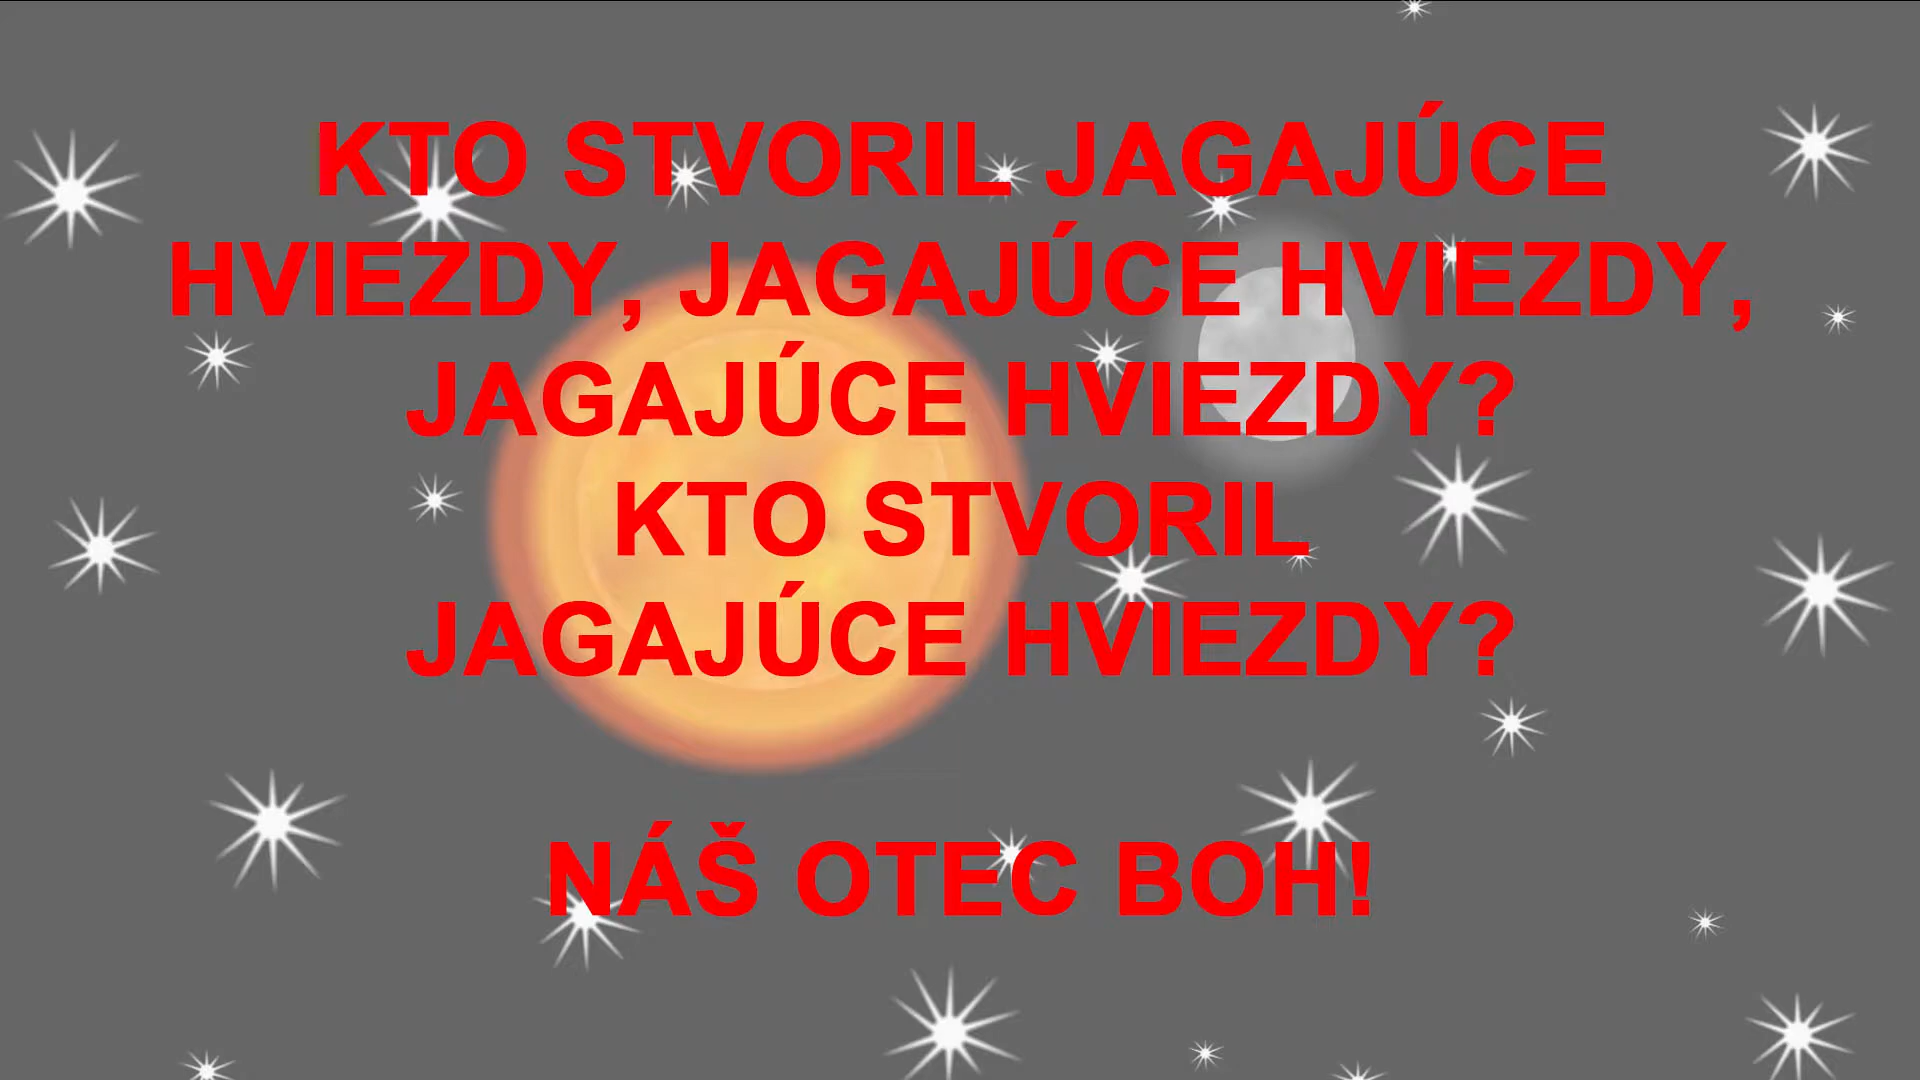 KTO STVORIL JAGAJÚCE
HVIEZDY, JAGAJÚCE HVIEZDY,
JAGAJÚCE HVIEZDY?
KTO STVORIL
JAGAJÚCE HVIEZDY?
NÁŠ OTEC BOH!